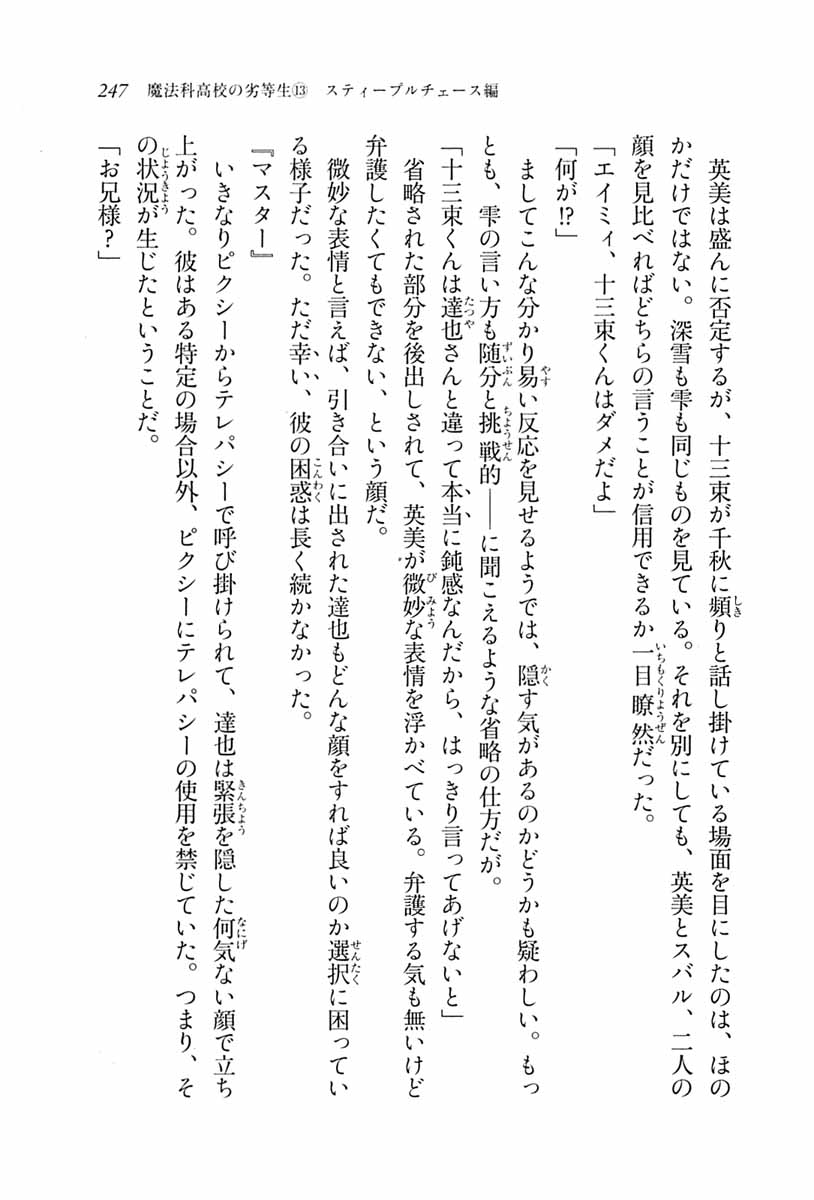 247　魔法科高校の劣等生⑬　スティープルチェース編
　英美は盛んに否定するが、十三束が千秋に頻りと話し掛けている場面を目にしたのは、ほの
かだけではない。深雪も雫も同じものを見ている。それを別にしても、英美とスバル、二人の
顔を見比べればどちらの言うことが信用できるか一目瞭然だった。
「エイミィ、十三束くんはダメだよ」
「何が!?」
　ましてこんな分かり易い反応を見せるようでは、隠す気があるのかどうかも疑わしい。もっ
とも、雫の言い方も随分と挑戦的――に聞こえるような省略の仕方だが。
「十三束くんは達也さんと違って本当に鈍感なんだから、はっきり言ってあげないと」
　省略された部分を後出しされて、英美が微妙な表情を浮かべている。弁護する気も無いけど
弁護したくてもできない、という顔だ。
　微妙な表情と言えば、引き合いに出された達也もどんな顔をすれば良いのか選択に困ってい
る様子だった。ただ幸い、彼の困惑は長く続かなかった。
『マスター』
　いきなりピクシーからテレパシーで呼び掛けられて、達也は緊張を隠した何気ない顔で立ち
上がった。彼はある特定の場合以外、ピクシーにテレパシーの使用を禁じていた。つまり、そ
の状況が生じたということだ。
「お兄様？」